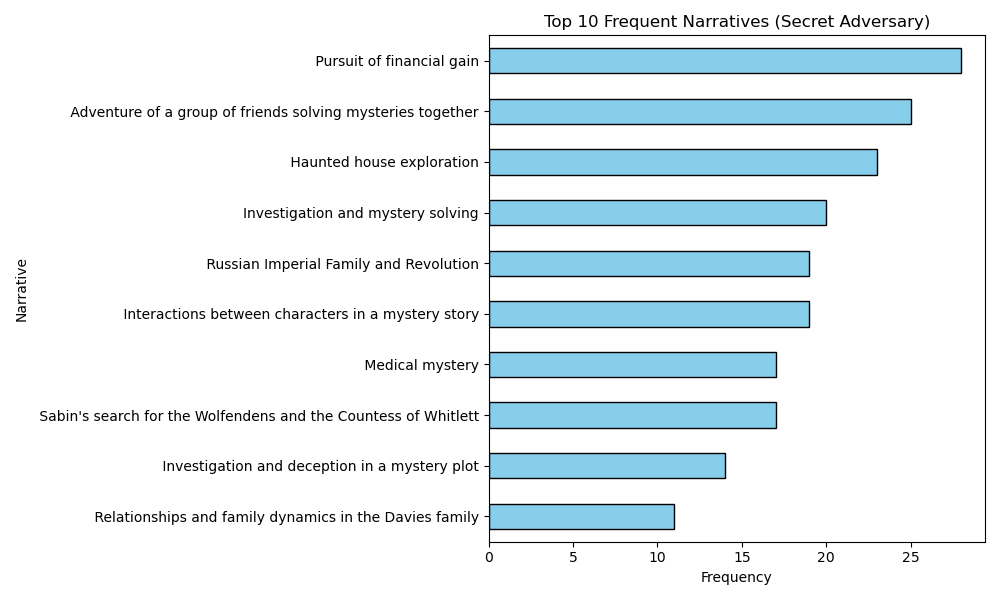 Top 10 Frequent Narratives (Secret Adversary)
Pursuit of financial gain
Adventure of a group of friends solving mysteries together
Haunted house exploration
Investigation and mystery solving
Russian Imperial Family and Revolution
Interactions between characters in a mystery story
Medical mystery
Sabin's search for the Wolfendens and the Countess of Whitlett
Investigation and deception in a mystery plot
Relationships and family dynamics in the Davies family
Narrative
0 5 10 15 20 25
Frequency